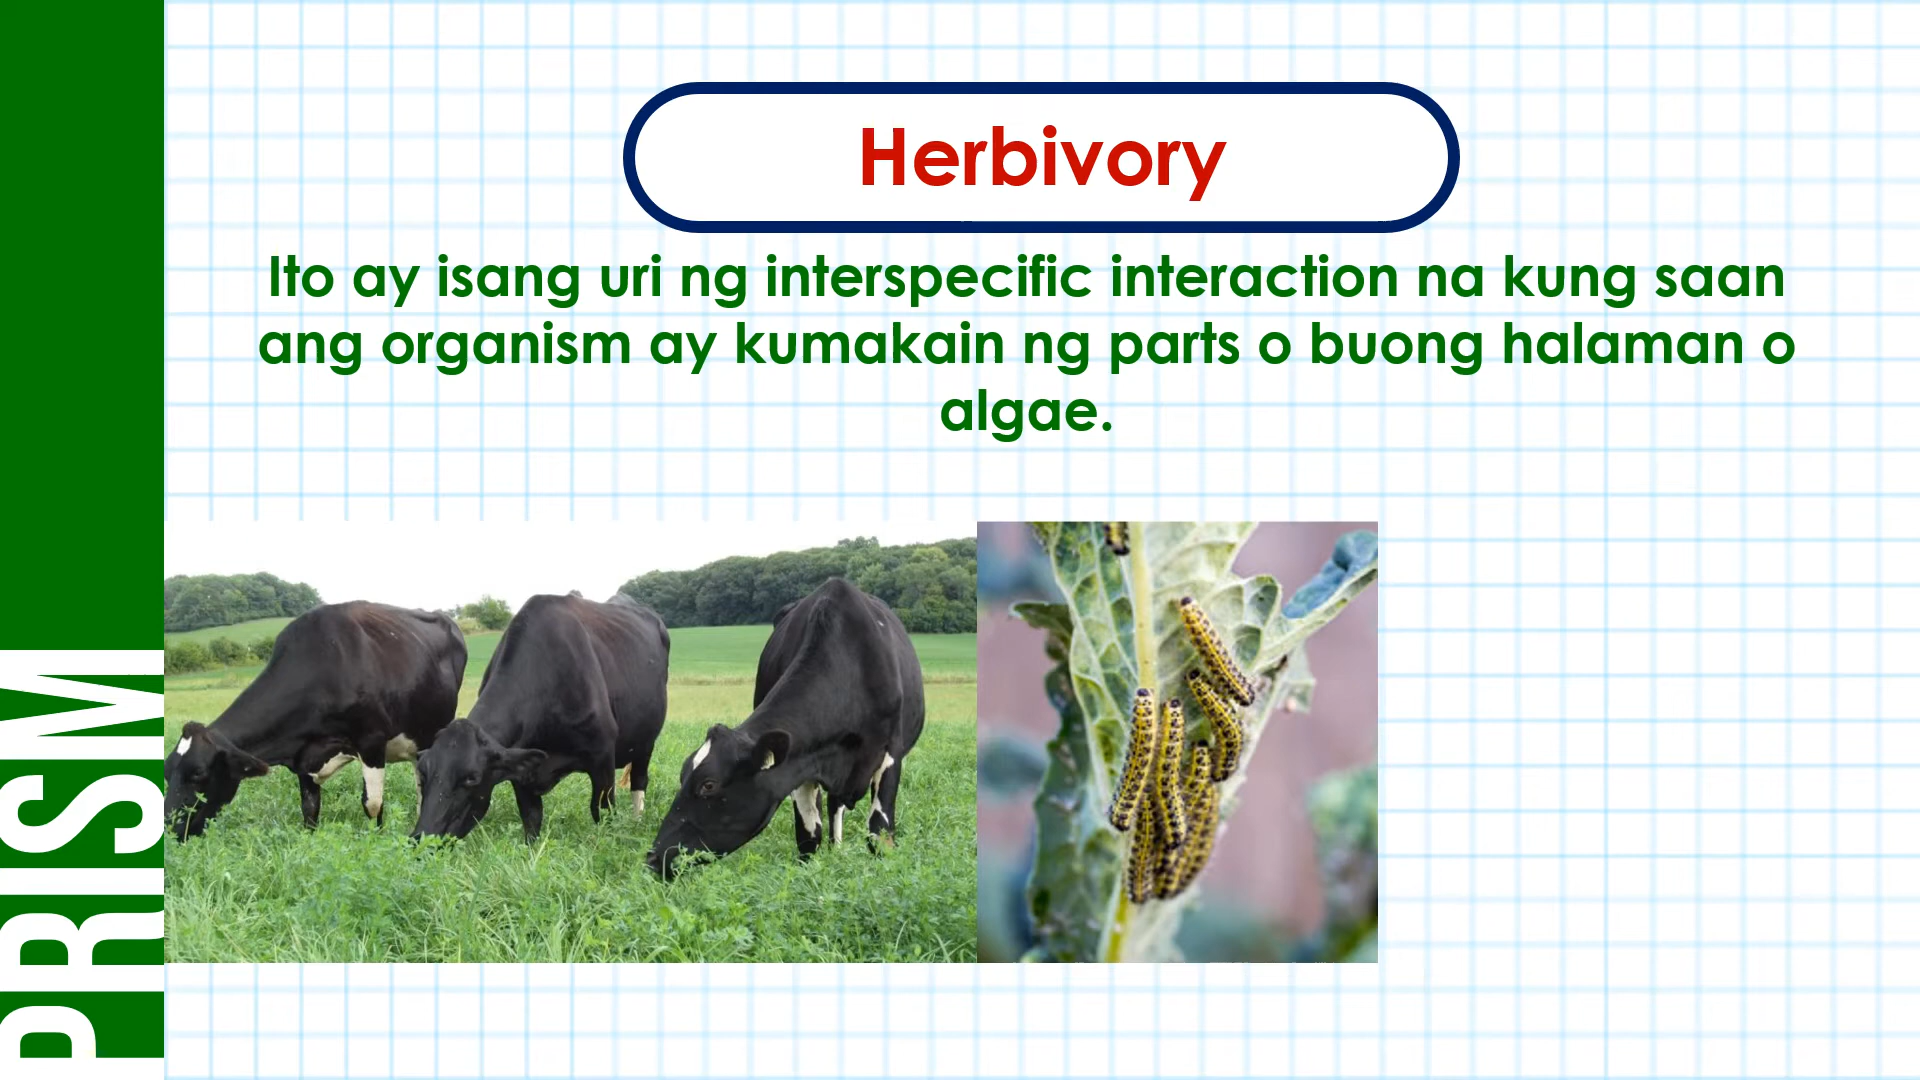 Herbivory
Ito ay isang uri ng interspecific interaction na kung saan
ang organism ay kumakain ng parts o buong halaman o
algae.
PRISM